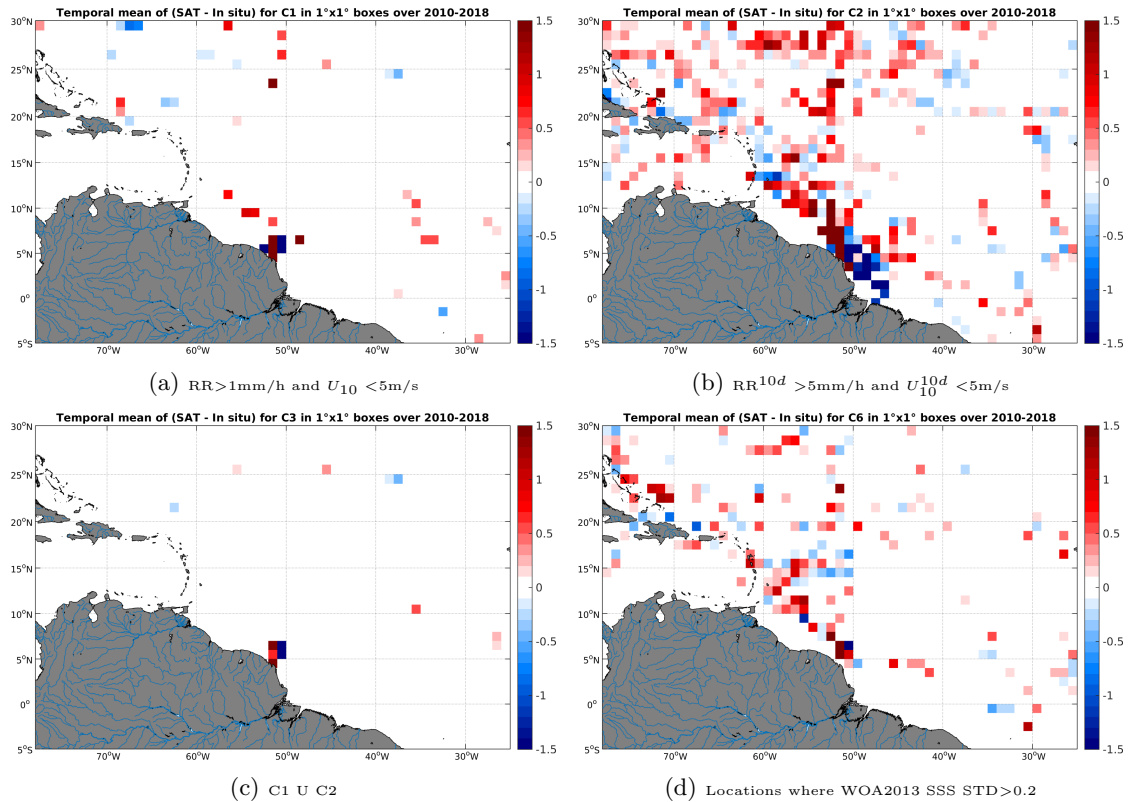 Temporal mean of (SAT - In situ) for C1 in 1°x1° boxes over 2010-2018
30°N
25°N
20°N
15°N
10°N
5°N
0°
5°S
70°W 60°W 50°W 40°W 30°W
1.5
1
0.5
0
-0.5
-1
-1.5
(a) RR>1mm/h and U10 <5m/s
Temporal mean of (SAT - In situ) for C2 in 1°x1° boxes over 2010-2018
30°N
25°N
20°N
15°N
10°N
5°N
0°
5°S
70°W 60°W 50°W 40°W 30°W
1.5
1
0.5
0
-0.5
-1
-1.5
(b) RR^10d >5mm/h and U10^10d <5m/s
Temporal mean of (SAT - In situ) for C3 in 1°x1° boxes over 2010-2018
30°N
25°N
20°N
15°N
10°N
5°N
0°
5°S
70°W 60°W 50°W 40°W 30°W
1.5
1
0.5
0
-0.5
-1
-1.5
(c) C1 U C2
Temporal mean of (SAT - In situ) for C6 in 1°x1° boxes over 2010-2018
30°N
25°N
20°N
15°N
10°N
5°N
0°
5°S
70°W 60°W 50°W 40°W 30°W
1.5
1
0.5
0
-0.5
-1
-1.5
(d) Locations where WOA2013 SSS STD>0.2